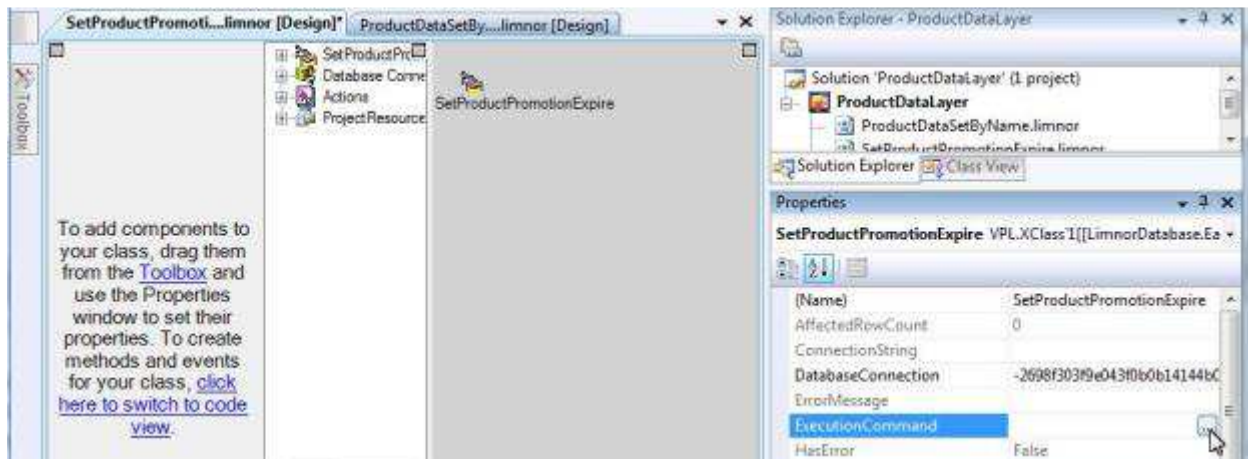 SetProductPromoti....limnor [Design]*
ProductDataSetBy....limnor [Design]
Toolbox
To add components to
your class, drag them
from the Toolbox and
use the Properties
window to set their
properties. To create
methods and events
for your class, click
here to switch to code
view.
SetProductPr
Database Conne
Actions
ProjectResource
SetProductPromotionExpire
Solution Explorer - ProductDataLayer
Solution 'ProductDataLayer' (1 project)
ProductDataLayer
ProductDataSetByName.limnor
SetProductPromotionExpire.limnor
Solution Explorer
Class View
Properties
SetProductPromotionExpire VPL.XClass`1[[LimnorDatabase.Ea
(Name) SetProductPromotionExpire
AffectedRowCount 0
ConnectionString
DatabaseConnection
ErrorMessage
ExecutionCommand ...
HasError False